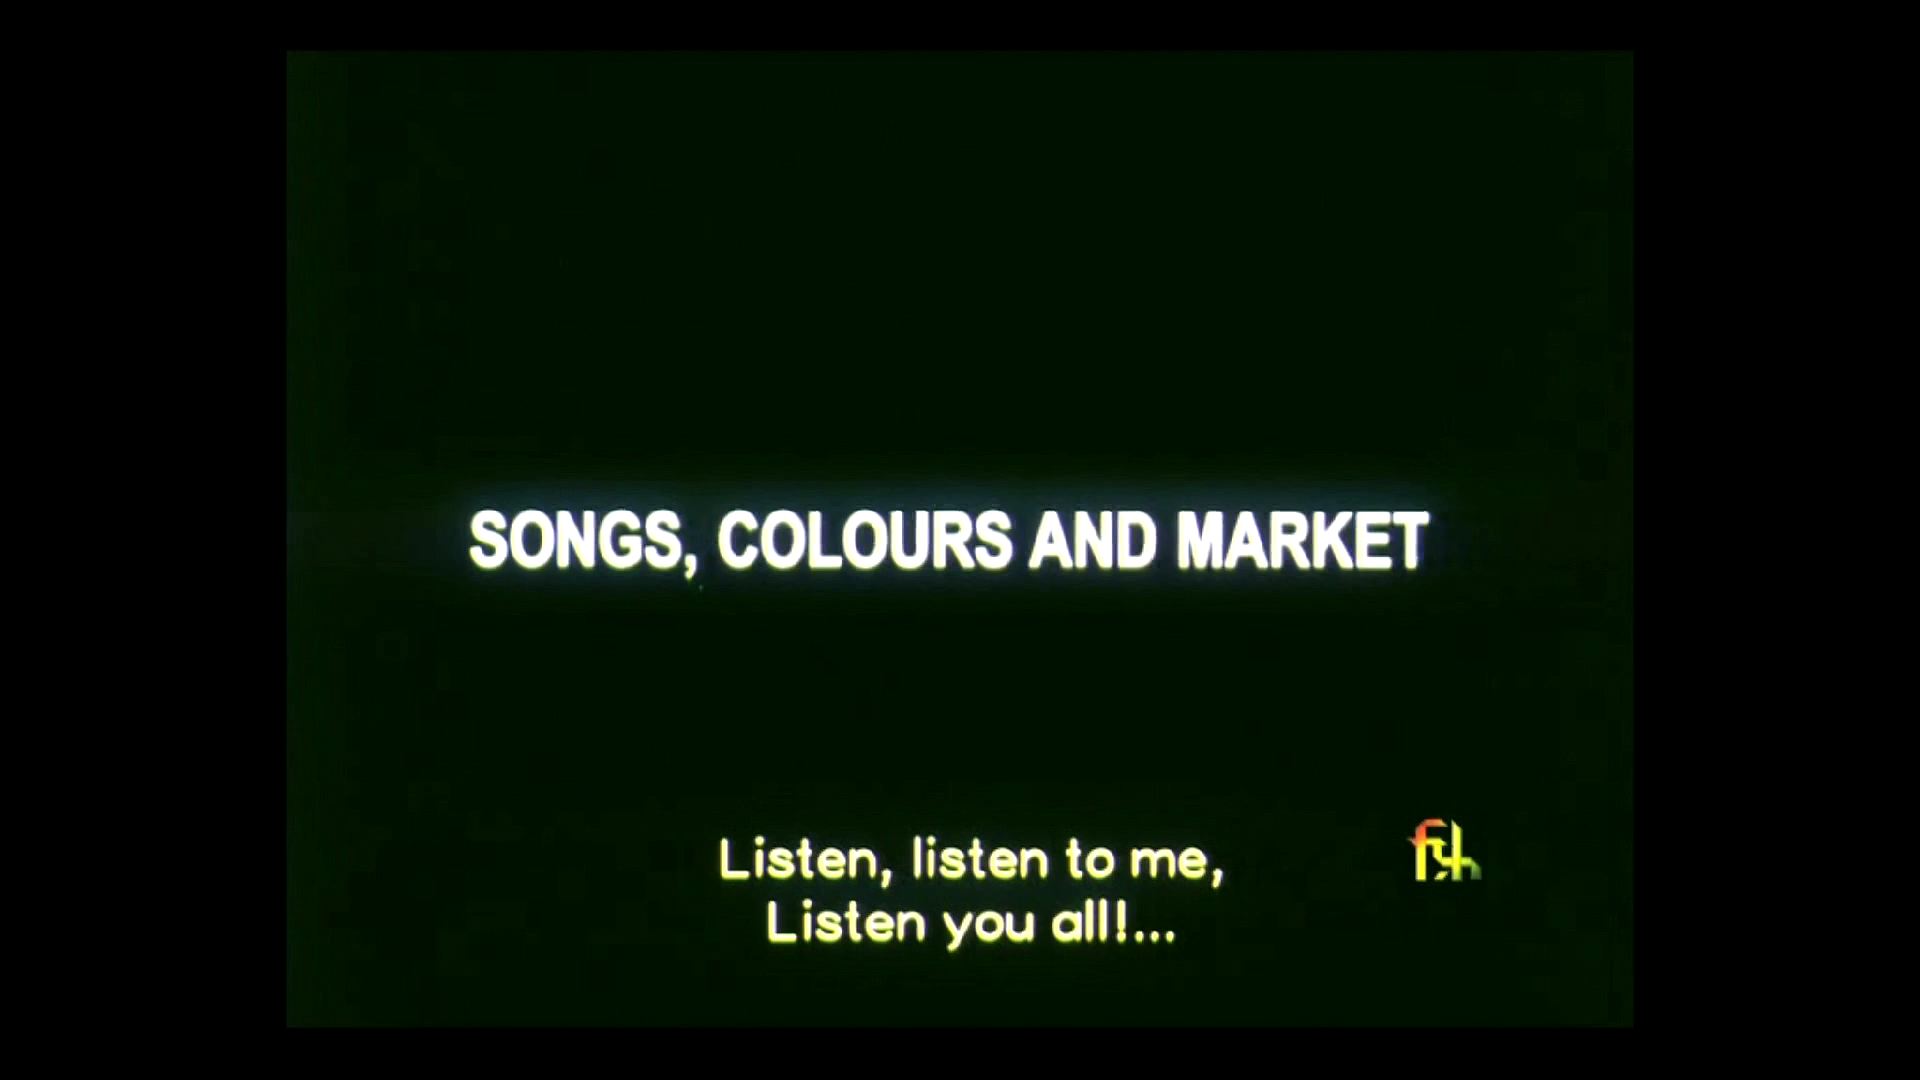 SONGS, COLOURS AND MARKET
Listen, listen to me,
Listen you all!...